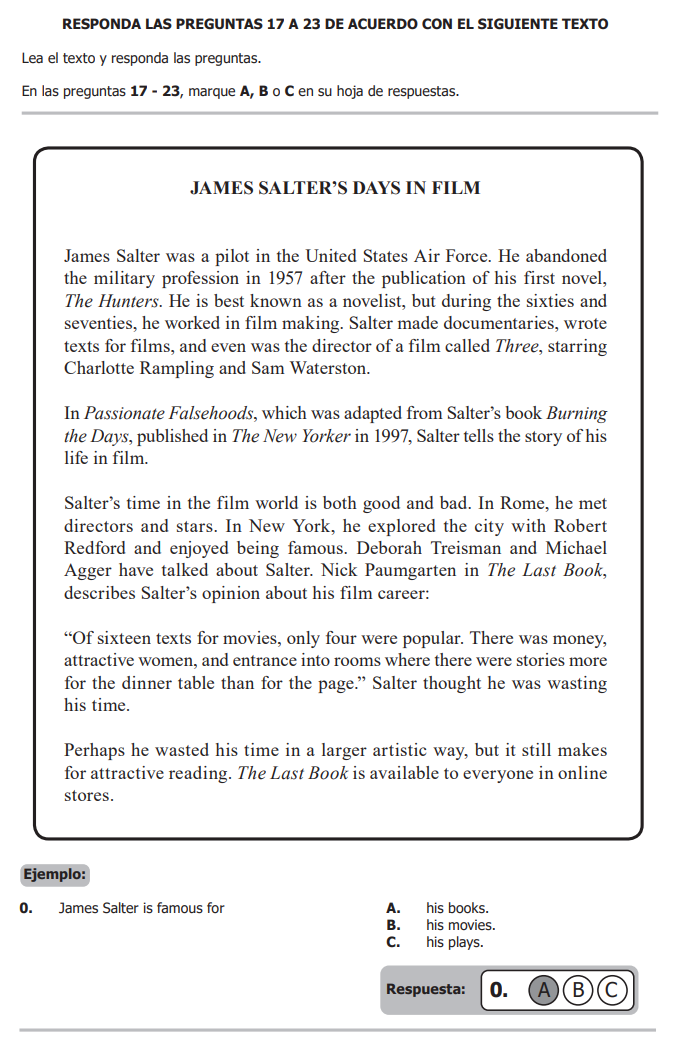 RESPONDA LAS PREGUNTAS 17 A 23 DE ACUERDO CON EL SIGUIENTE TEXTO
Lea el texto y responda las preguntas.
En las preguntas 17 - 23, marque A, B o C en su hoja de respuestas.
JAMES SALTER'S DAYS IN FILM
James Salter was a pilot in the United States Air Force. He abandoned
the military profession in 1957 after the publication of his first novel,
The Hunters. He is best known as a novelist, but during the sixties and
seventies, he worked in film making. Salter made documentaries, wrote
texts for films, and even was the director of a film called Three, starring
Charlotte Rampling and Sam Waterston.
In Passionate Falsehoods, which was adapted from Salter's book Burning
the Days, published in The New Yorker in 1997, Salter tells the story of his
life in film.
Salter's time in the film world is both good and bad. In Rome, he met
directors and stars. In New York, he explored the city with Robert
Redford and enjoyed being famous. Deborah Treisman and Michael
Agger have talked about Salter. Nick Paumgarten in The Last Book,
describes Salter's opinion about his film career:
“Of sixteen texts for movies, only four were popular. There was money,
attractive women, and entrance into rooms where there were stories more
for the dinner table than for the page.” Salter thought he was wasting
his time.
Perhaps he wasted his time in a larger artistic way, but it still makes
for attractive reading. The Last Book is available to everyone in online
stores.
Ejemplo:
0. James Salter is famous for
A. his books.
B. his movies.
C. his plays.
Respuesta: 0. A B C